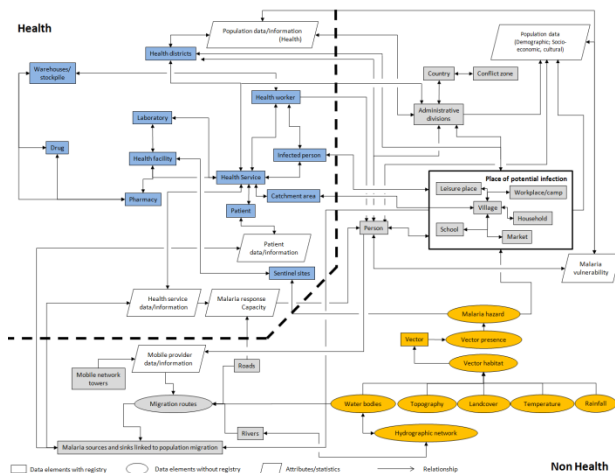 Health
Population data/information
(Health)
Population data
(Demographic; Socio-
economic, cultural)
Health districts
Warehouses/
stockpile
Country
Conflict zone
Health worker
Administrative
divisions
Laboratory
Drug
Health facility
Infected person
Place of potential infection
Leisure place
Workplace/camp
Health Service
Pharmacy
Catchment area
Village
Patient
Household
Person
School
Market
Patient
data/information
Sentinel sites
Malaria
vulnerability
Health service
data/information
Malaria response
Capacity
Malaria hazard
Vector
Vector presence
Mobile provider
data/information
Vector habitat
Mobile network
towers
Roads
Migration routes
Water bodies
Topography
Landcover
Temperature
Rainfall
Rivers
Hydrographic network
Malaria sources and sinks linked to population migration
Data elements with registry
Data elements without registry
Attributes/statistics
Relationship
Non Health